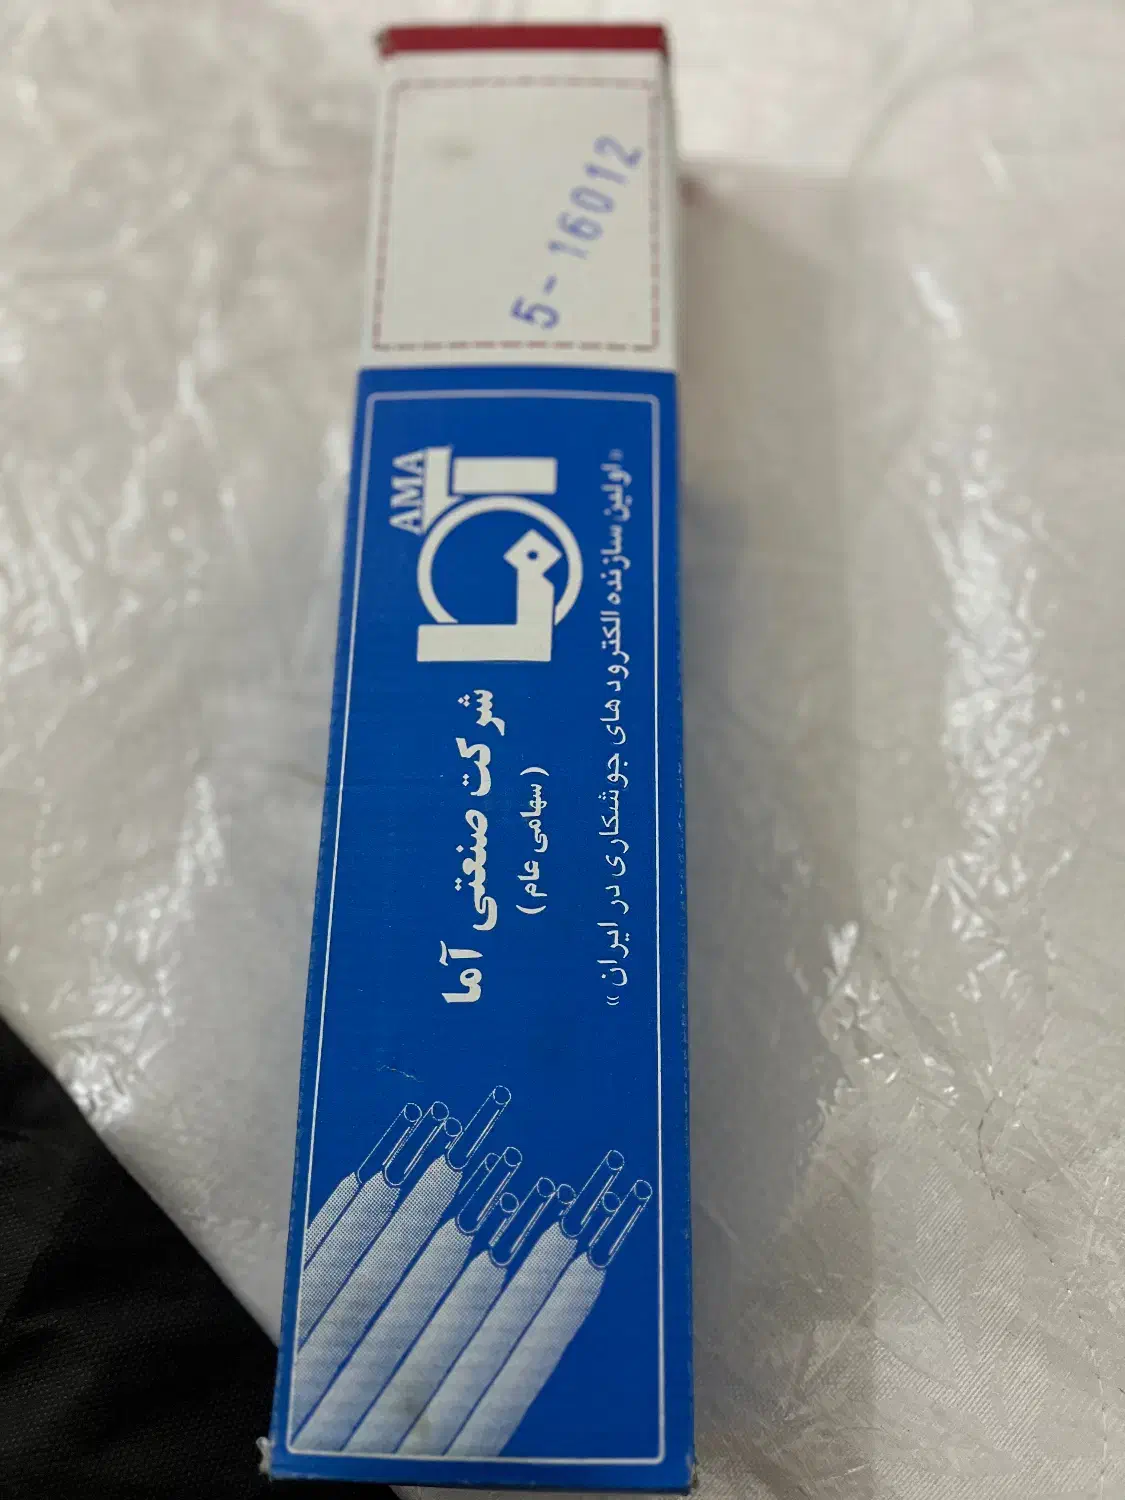 5-16012
AMA
آما
شرکت صنعتی آما
(سهامی عام)
«اولین سازنده الکترود های جوشکاری در ایران»